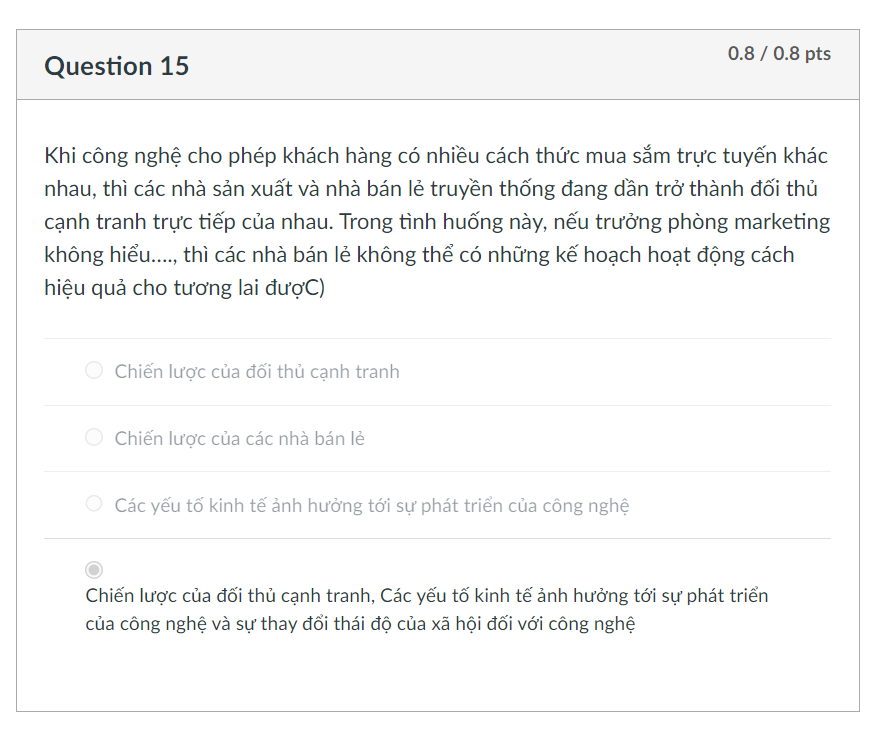 Question 15
0.8 / 0.8 pts
Khi công nghệ cho phép khách hàng có nhiều cách thức mua sắm trực tuyến khác
nhau, thì các nhà sản xuất và nhà bán lẻ truyền thống đang dần trở thành đối thủ
cạnh tranh trực tiếp của nhau. Trong tình huống này, nếu trưởng phòng marketing
không hiểu...., thì các nhà bán lẻ không thể có những kế hoạch hoạt động cách
hiệu quả cho tương lai đượcC)
Chiến lược của đối thủ cạnh tranh
Chiến lược của các nhà bán lẻ
Các yếu tố kinh tế ảnh hưởng tới sự phát triển của công nghệ
Chiến lược của đối thủ cạnh tranh, Các yếu tố kinh tế ảnh hưởng tới sự phát triển
của công nghệ và sự thay đổi thái độ của xã hội đối với công nghệ